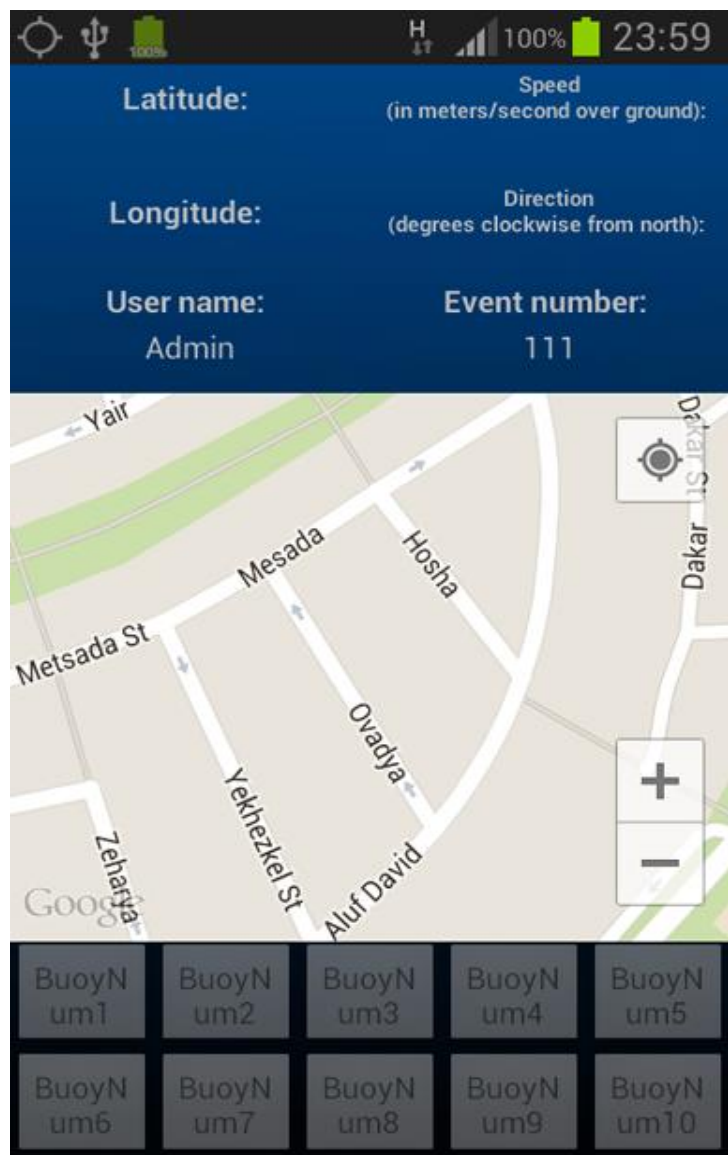 100%
H
100%
23:59
Latitude:
Speed
(in meters/second over ground):
Longitude:
Direction
(degrees clockwise from north):
User name:
Event number:
Admin
111
Yair
Dakar St
Mesada
Hosha
Dakar
Metsada St
Ovadya
Yekhezkel St
Zeharya
Aluf David
Google
BuoyN
um1
BuoyN
um2
BuoyN
um3
BuoyN
um4
BuoyN
um5
BuoyN
um6
BuoyN
um7
BuoyN
um8
BuoyN
um9
BuoyN
um10